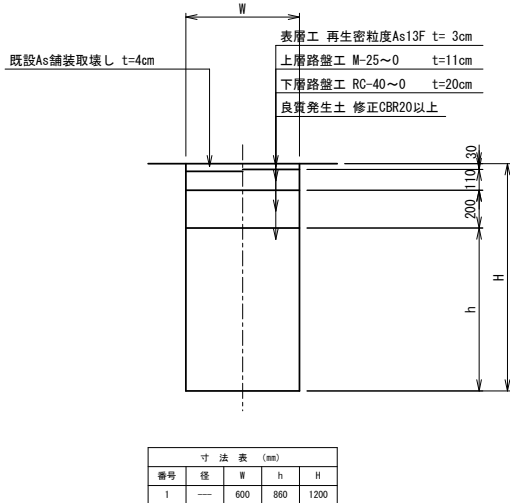 W
表層工 再生密粒度As13F t= 3cm
既設As舗装取壊し t=4cm
上層路盤工 M-25～0 t=11cm
下層路盤工 RC-40～0 t=20cm
良質発生土 修正CBR20以上
30
110
200
H
h
寸 法 表 (mm)
番号 径 W h H
1 --- 600 860 1200